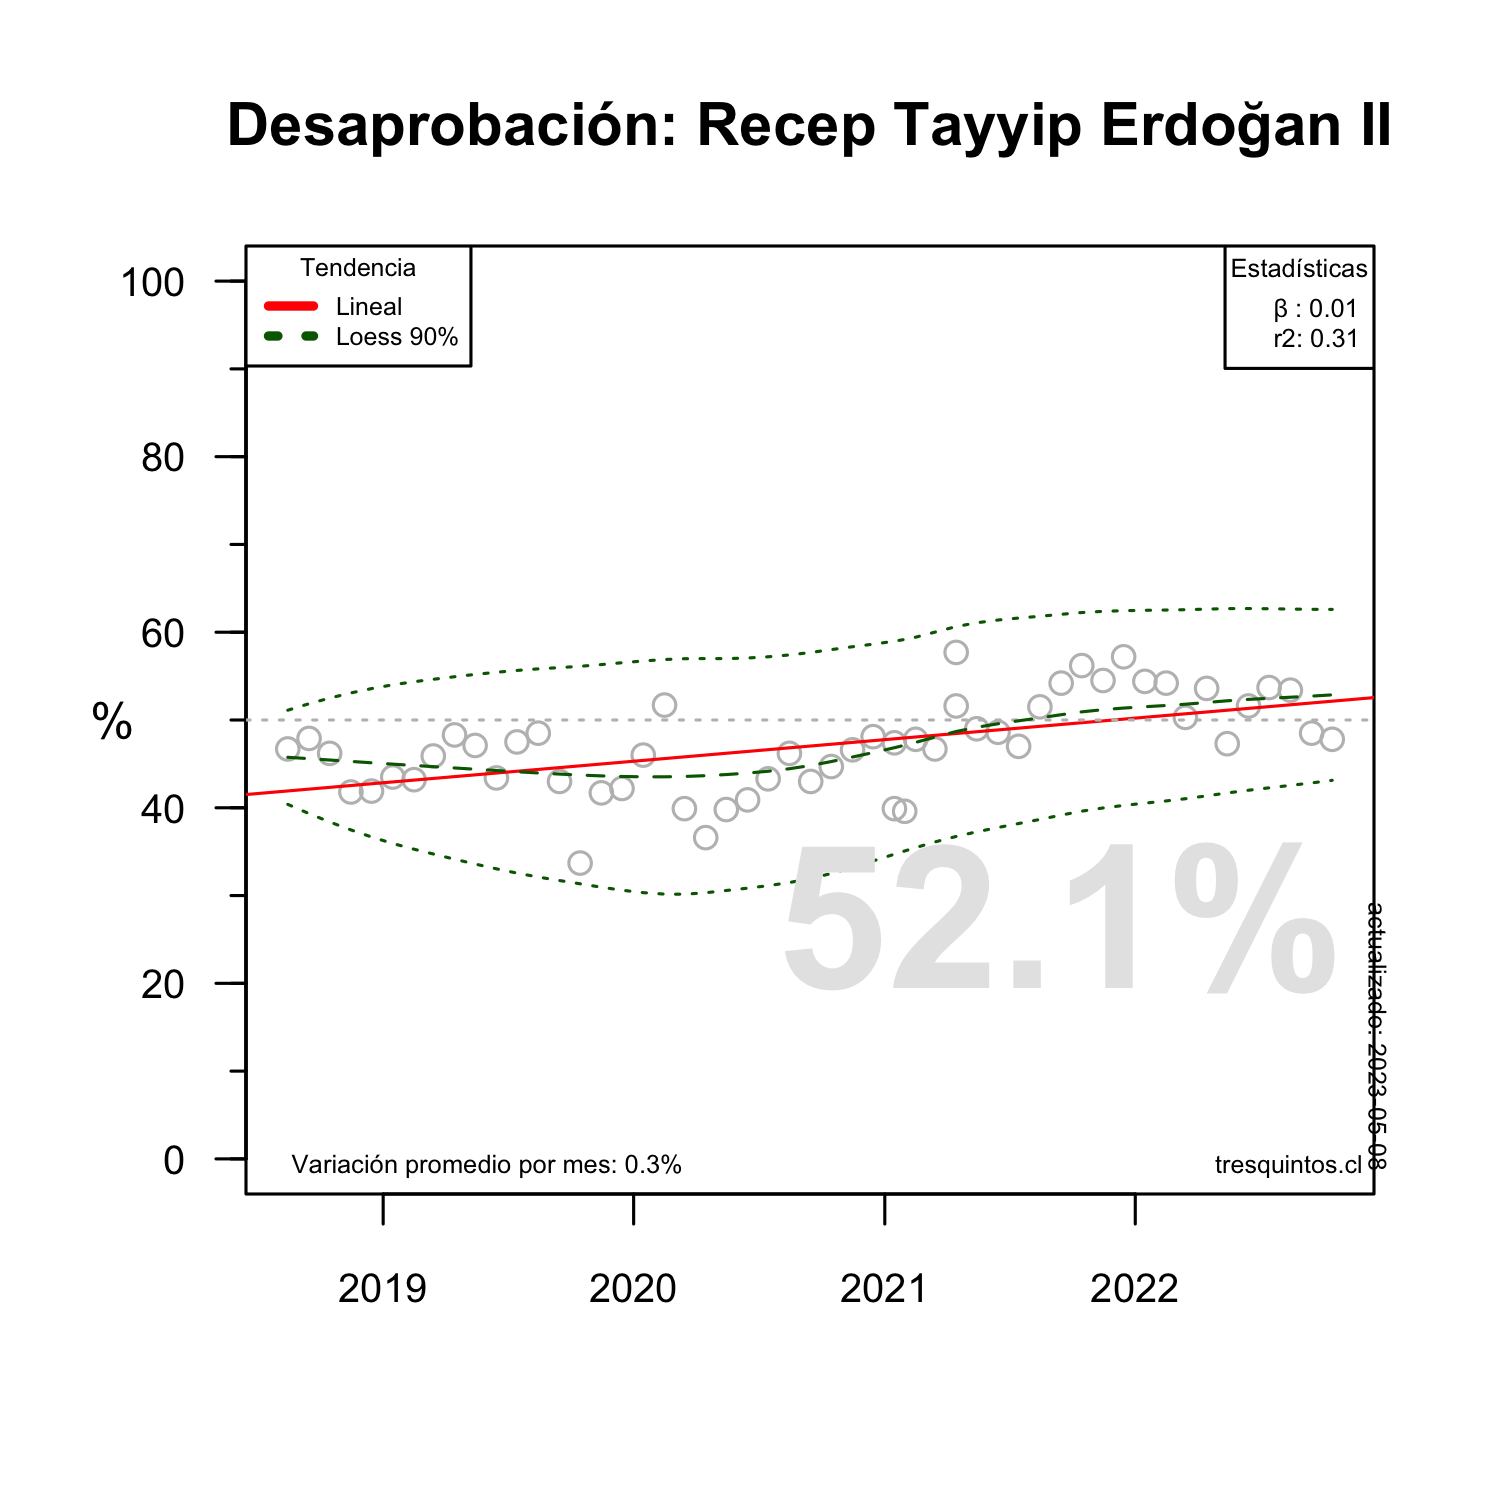 Desaprobación: Recep Tayyip Erdoğan II
Tendencia
Lineal
Loess 90%
Estadísticas
β : 0.01
r2: 0.31
100
80
60
%
40
20
0
52.1%
actualizado: 2023-05-08
Variación promedio por mes: 0.3%
tresquintos.cl
2019
2020
2021
2022